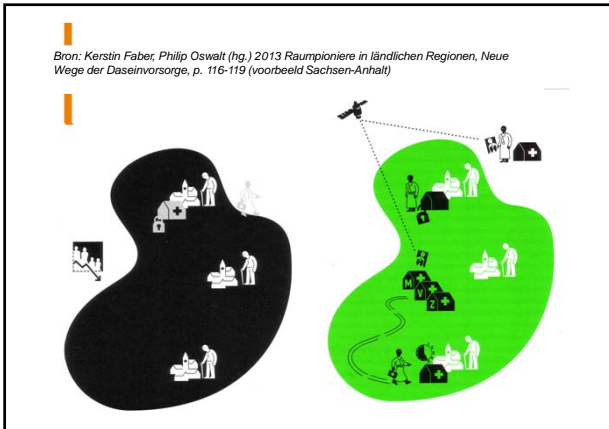 Bron: Kerstin Faber, Philip Oswalt (hg.) 2013 Raumpioniere in ländlichen Regionen, Neue
Wege der Daseinvorsorge, p. 116-119 (voorbeeld Sachsen-Anhalt)
M
V
Z